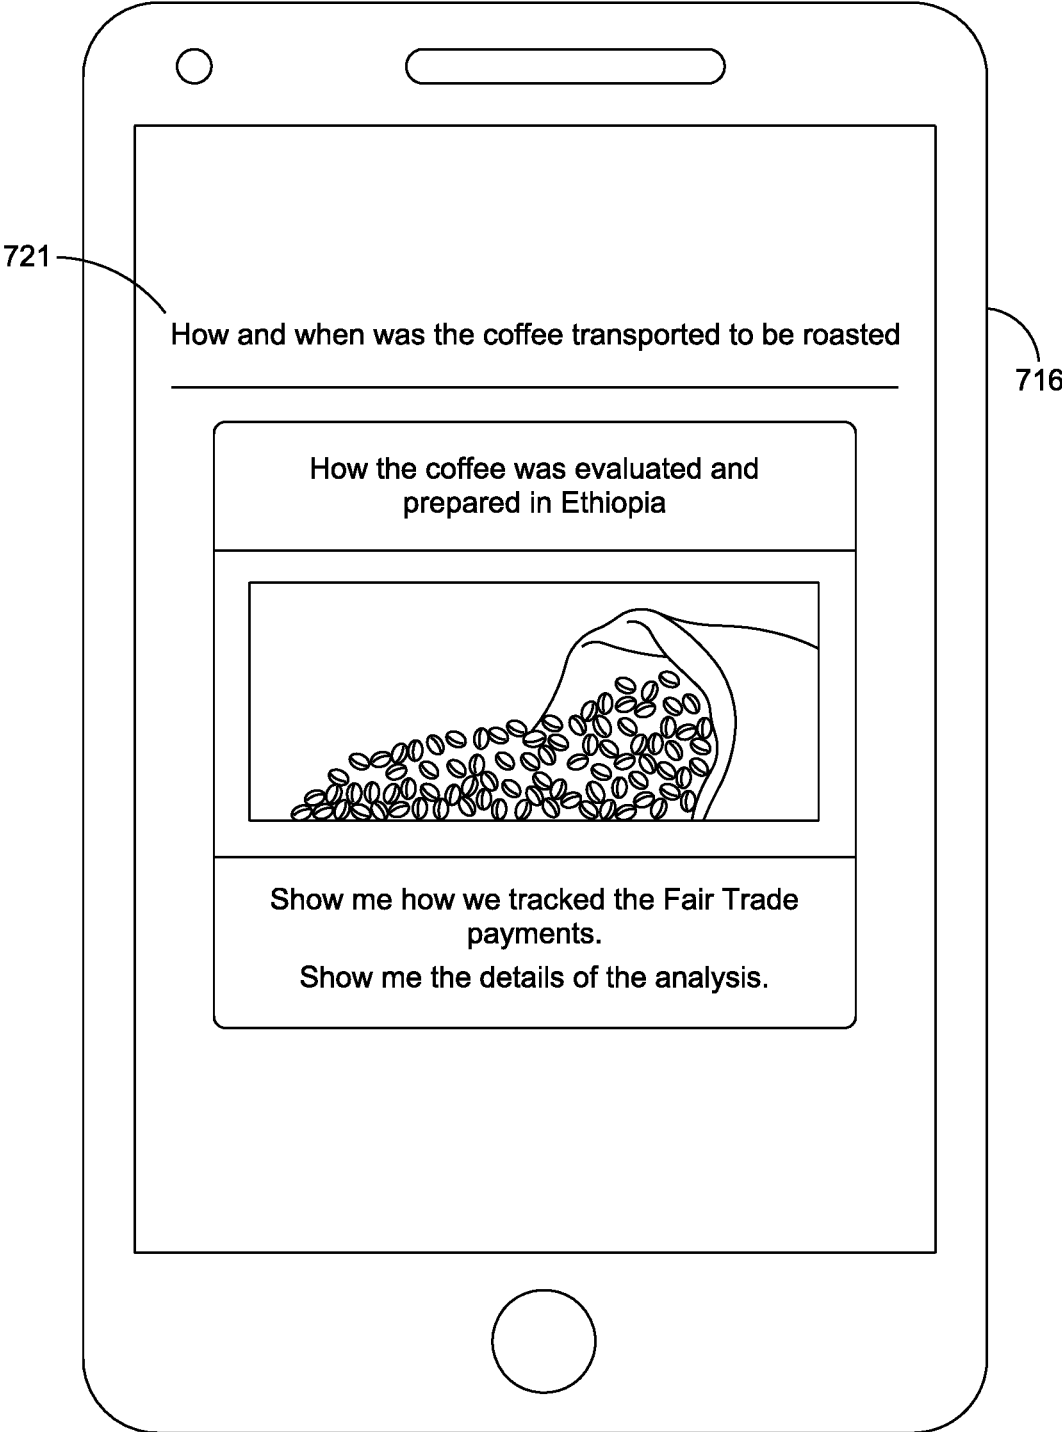 721
How and when was the coffee transported to be roasted
716
How the coffee was evaluated and
prepared in Ethiopia
Show me how we tracked the Fair Trade
payments.
Show me the details of the analysis.